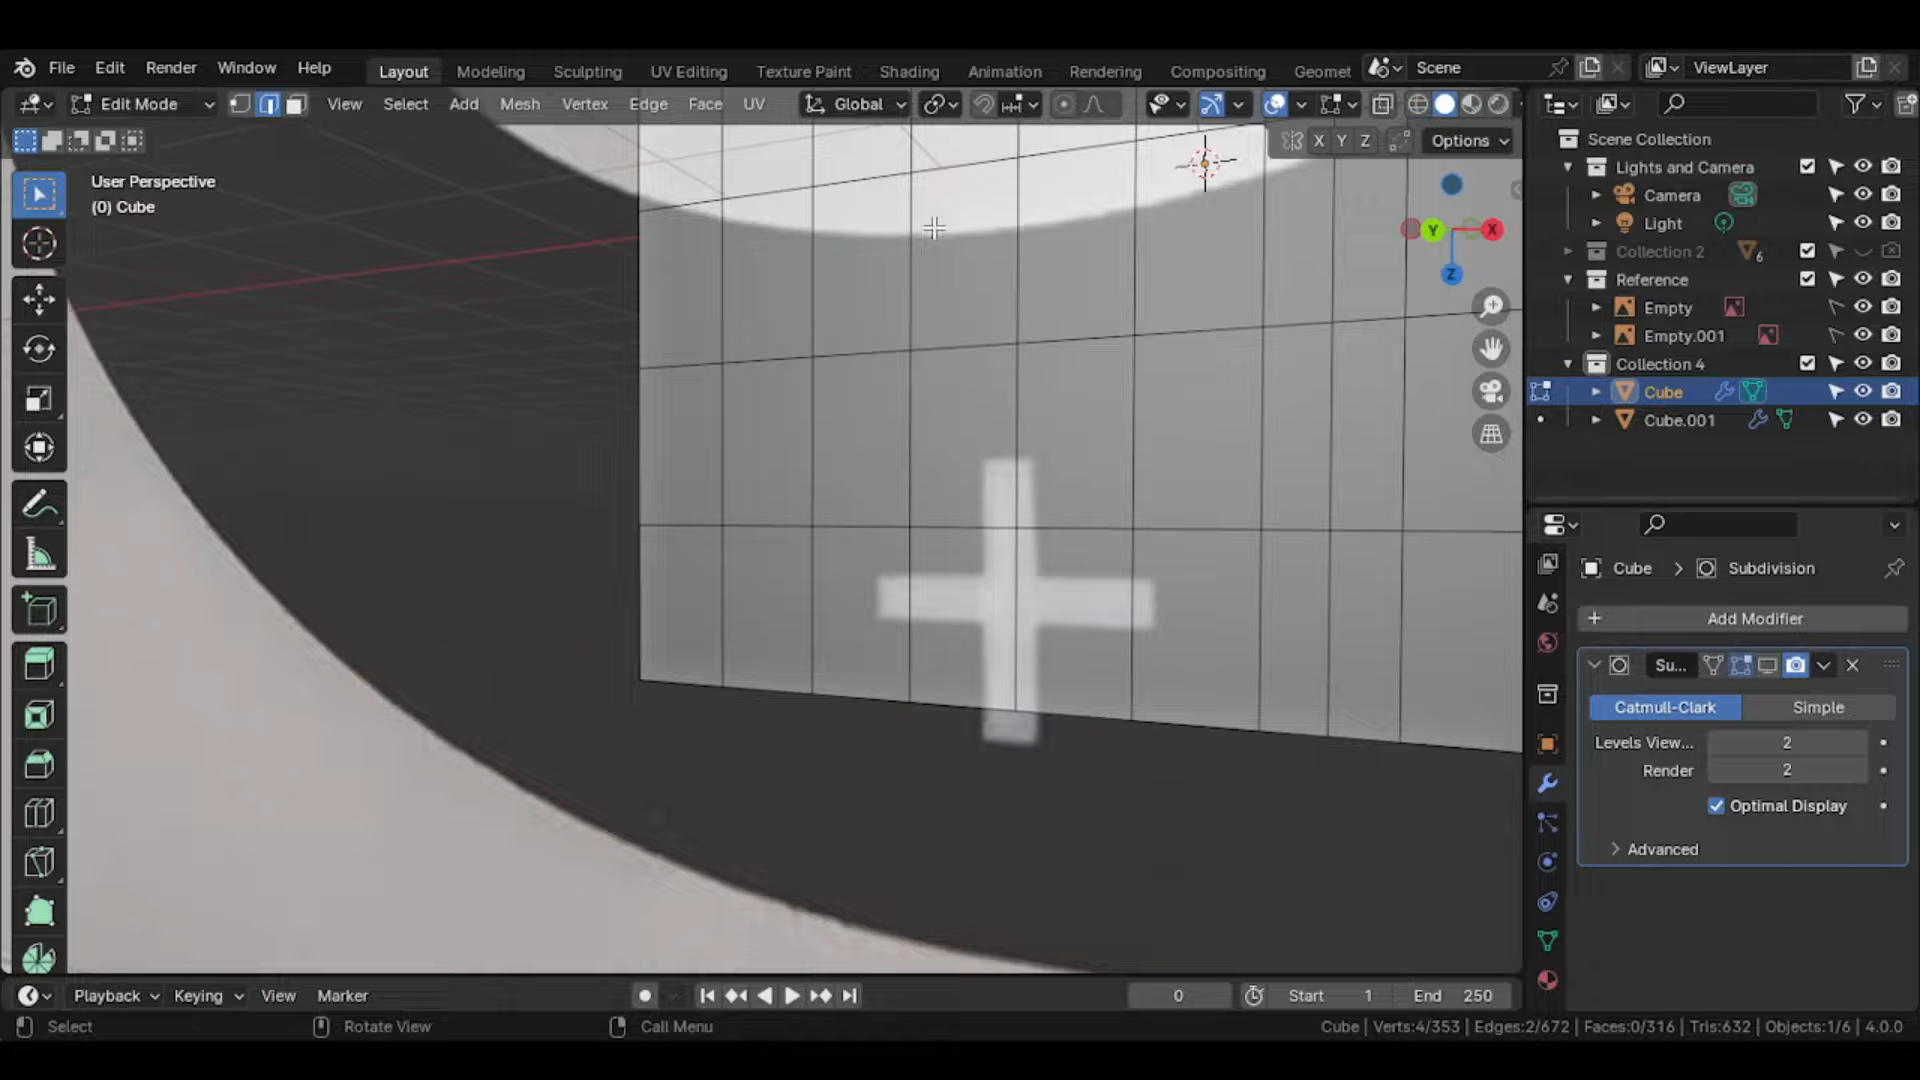 File Edit Render Window Help Layout Modeling Sculpting UV Editing Texture Paint Shading Animation Rendering Compositing Geomet Scene ViewLayer
Edit Mode View Select Add Mesh Vertex Edge Face UV Global
X Y Z Options
User Perspective
(0) Cube
Y X
Z
Scene Collection
Lights and Camera
Camera
Light
Collection 2 6
Reference
Empty
Empty.001
Collection 4
Cube
Cube.001
Cube > Subdivision
+ Add Modifier
Su...
Catmull-Clark Simple
Levels View... 2
Render 2
Optimal Display
Advanced
Playback Keying View Marker 0 Start 1 End 250
Select Rotate View Call Menu Cube | Verts:4/353 | Edges:2/672 | Faces:0/316 | Tris:632 | Objects:1/6 | 4.0.0